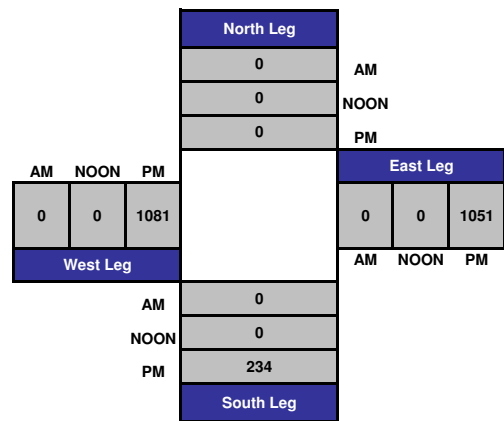 North Leg
0 AM
0 NOON
0 PM
AM NOON PM
East Leg
0 0 1081
0 0 1051
West Leg
AM NOON PM
AM 0
NOON 0
PM 234
South Leg